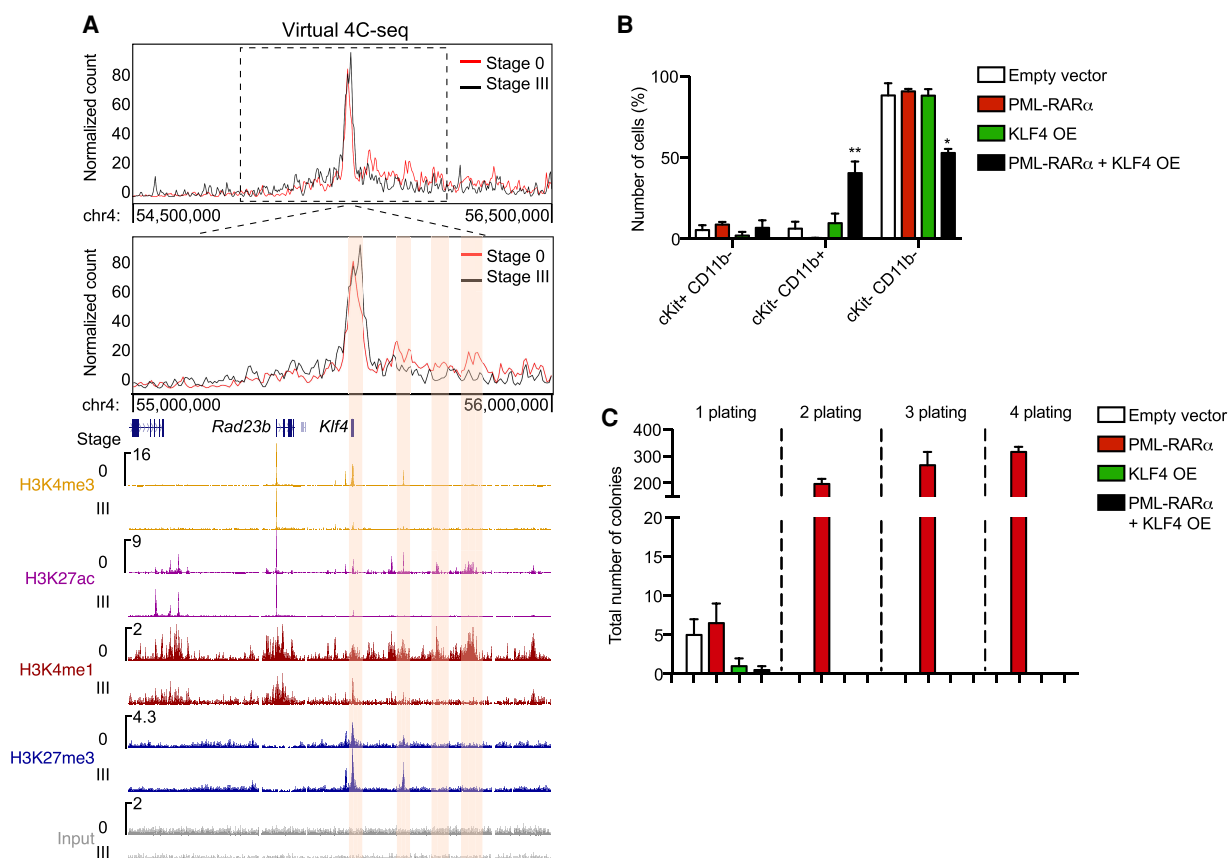 A
Virtual 4C-seq
Normalized count
80
60
40
20
0
Stage 0
Stage III
chr4:
54,500,000
56,500,000
Normalized count
80
60
40
20
0
Stage 0
Stage III
chr4:
55,000,000
56,000,000
Stage
Rad23b
Klf4
H3K4me3
0
16
III
H3K27ac
0
9
III
H3K4me1
0
2
III
H3K27me3
0
4.3
III
Input
0
2
III
B
Number of cells (%)
100
50
0
**
*
cKit+ CD11b-
cKit- CD11b+
cKit- CD11b-
Empty vector
PML-RARα
KLF4 OE
PML-RARα + KLF4 OE
C
1 plating
2 plating
3 plating
4 plating
Total number of colonies
400
300
200
20
15
10
5
0
Empty vector
PML-RARα
KLF4 OE
PML-RARα
+ KLF4 OE